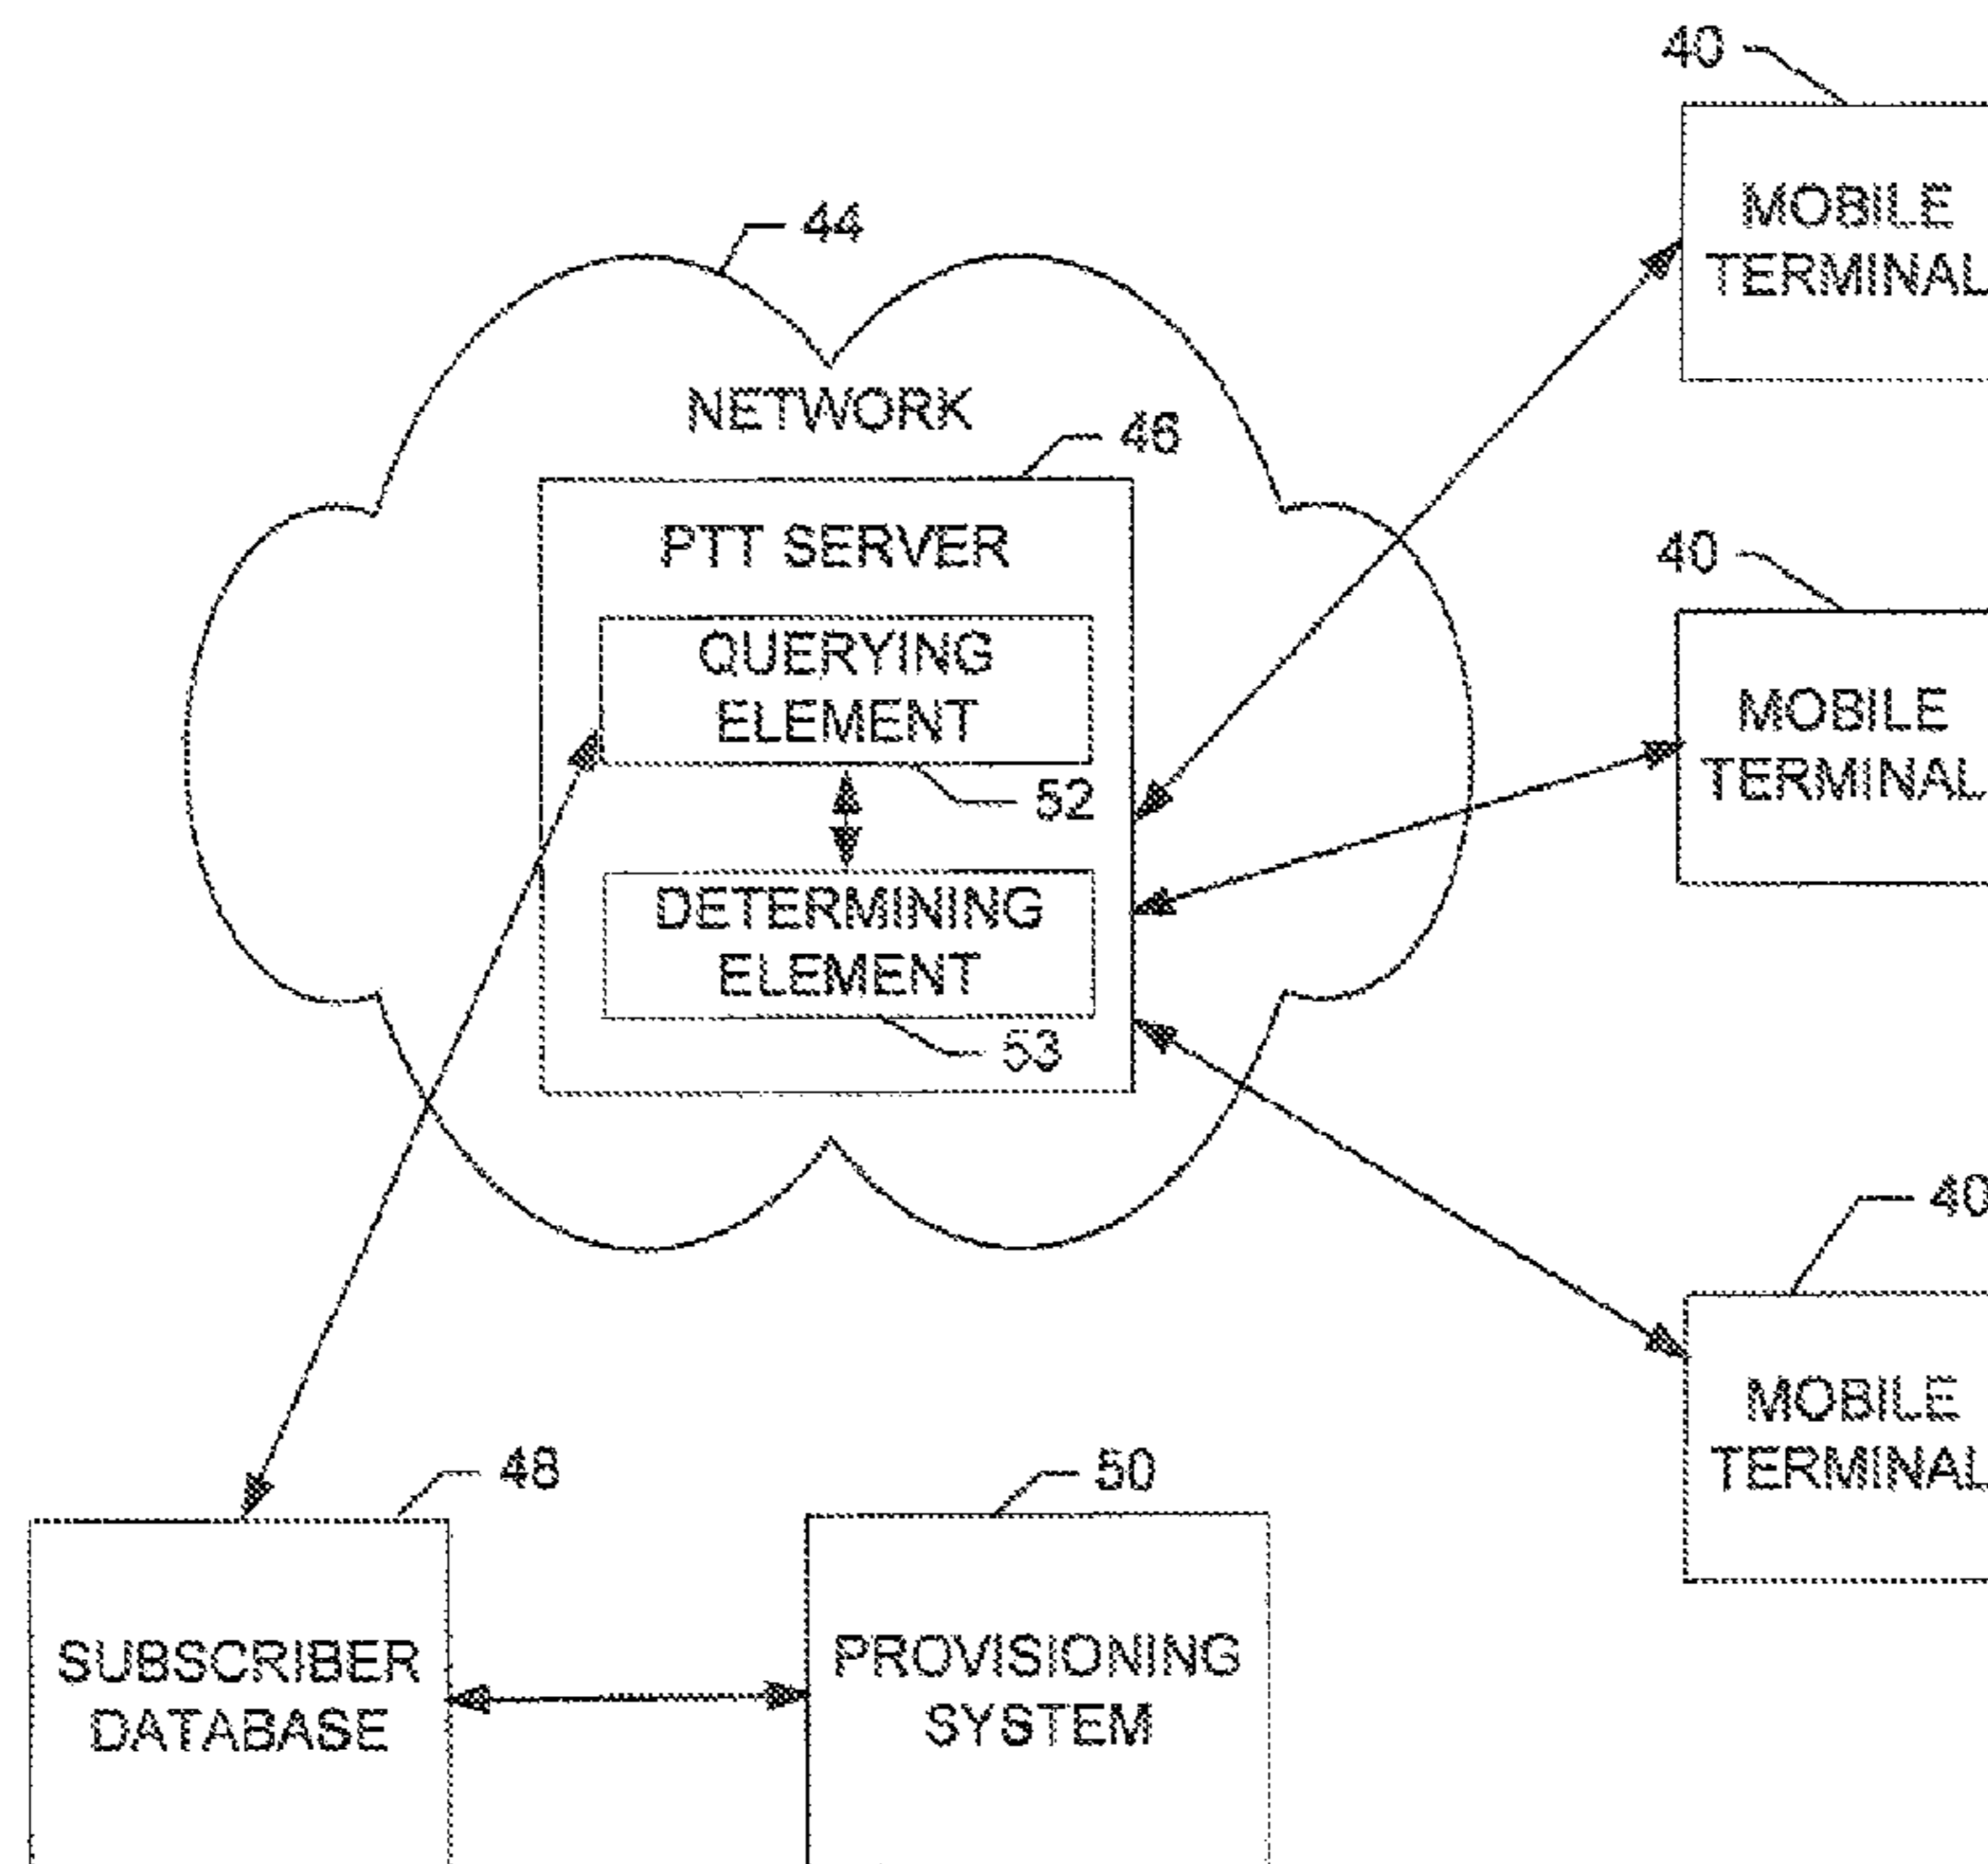 40
MOBILE
TERMINAL
44
NETWORK
46
PTT SERVER
40
QUERYING
ELEMENT
MOBILE
TERMINAL
52
DETERMINING
ELEMENT
53
40
MOBILE
TERMINAL
48
50
SUBSCRIBER
DATABASE
PROVISIONING
SYSTEM